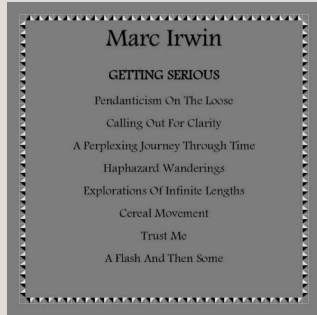 Marc Irwin
GETTING SERIOUS
Pendanticism On The Loose
Calling Out For Clarity
A Perplexing Journey Through Time
Haphazard Wanderings
Explorations Of Infinite Lengths
Cereal Movement
Trust Me
A Flash And Then Some